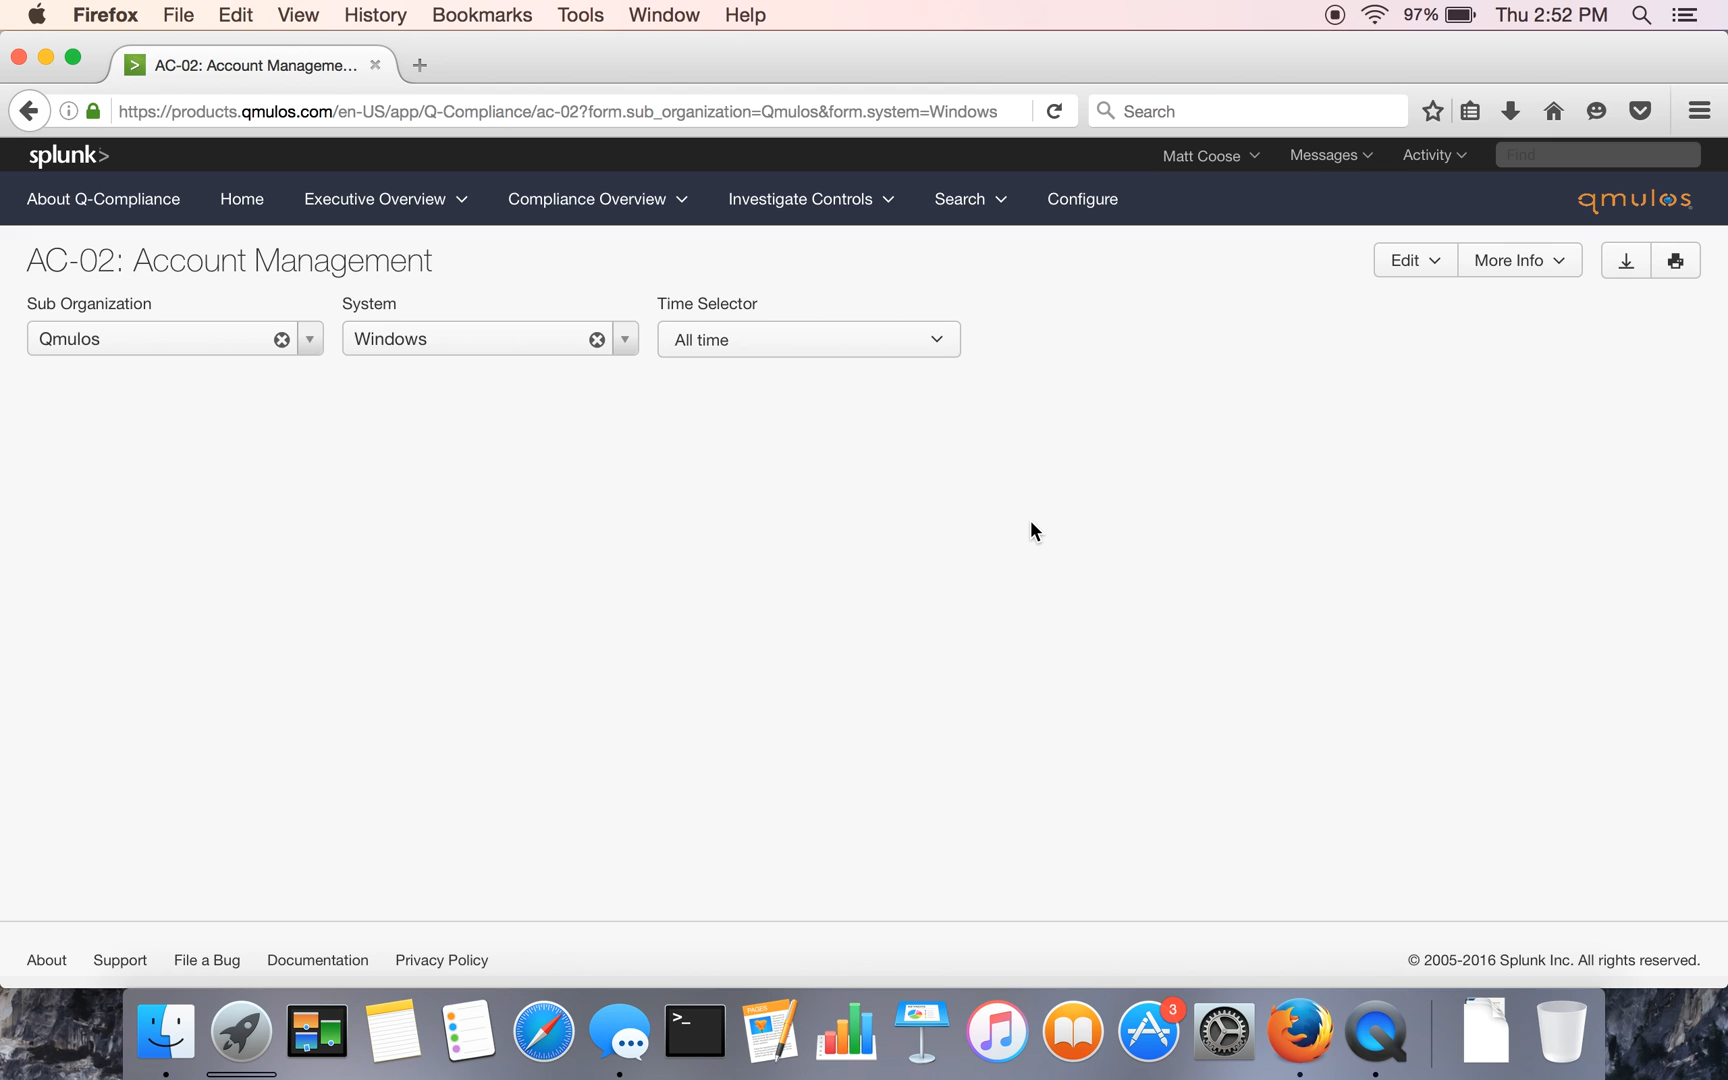 Firefox File Edit View History Bookmarks Tools Window Help 97% Thu 2:52 PM
AC-02: Account Manageme...
https://products.qmulos.com/en-US/app/Q-Compliance/ac-02?form.sub_organization=Qmulos&form.system=Windows Search
splunk> Matt Coose Messages Activity Find
About Q-Compliance Home Executive Overview Compliance Overview Investigate Controls Search Configure qmulos
AC-02: Account Management Edit More Info
Sub Organization System Time Selector
Qmulos Windows All time
About Support File a Bug Documentation Privacy Policy © 2005-2016 Splunk Inc. All rights reserved.
3
>_
PAGES